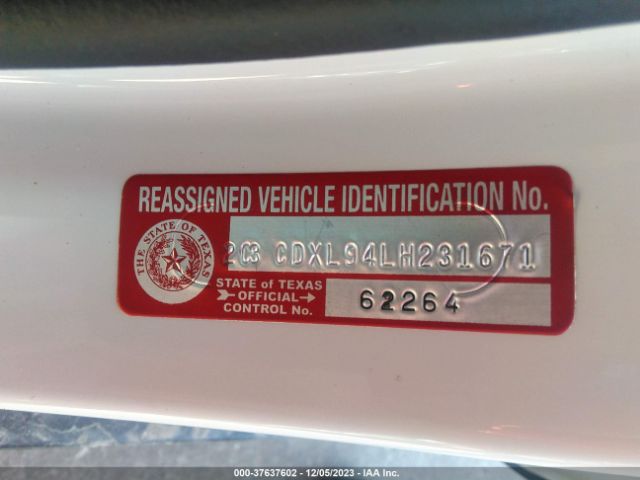 REASSIGNED VEHICLE IDENTIFICATION No.
THE STATE OF TEXAS
2C3 CDXL94LH231671
STATE of TEXAS
OFFICIAL
CONTROL No.
62264
000-37637602 - 12/05/2023 - IAA Inc.